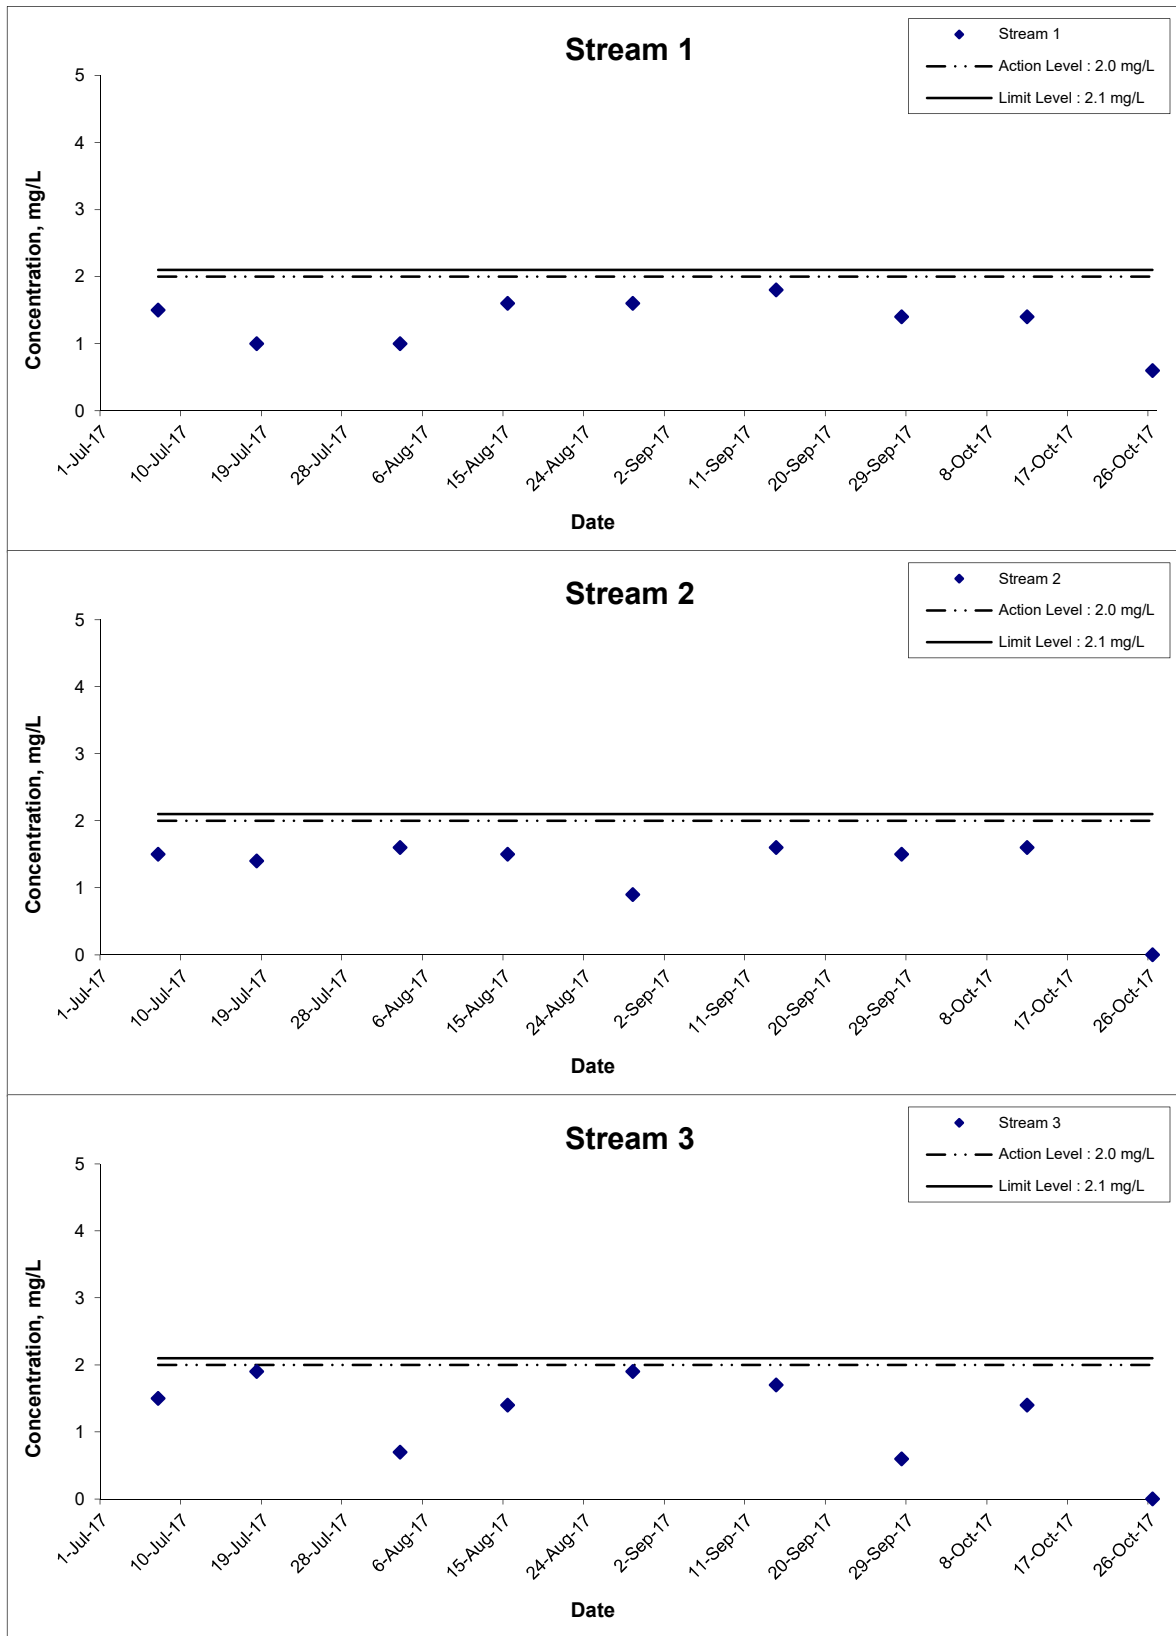 Stream 1
Stream 1
Action Level : 2.0 mg/L
Limit Level : 2.1 mg/L
Concentration, mg/L
5
4
3
2
1
0
1-Jul-17
10-Jul-17
19-Jul-17
28-Jul-17
6-Aug-17
15-Aug-17
24-Aug-17
2-Sep-17
11-Sep-17
20-Sep-17
29-Sep-17
8-Oct-17
17-Oct-17
26-Oct-17
Date
Stream 2
Stream 2
Action Level : 2.0 mg/L
Limit Level : 2.1 mg/L
Concentration, mg/L
5
4
3
2
1
0
1-Jul-17
10-Jul-17
19-Jul-17
28-Jul-17
6-Aug-17
15-Aug-17
24-Aug-17
2-Sep-17
11-Sep-17
20-Sep-17
29-Sep-17
8-Oct-17
17-Oct-17
26-Oct-17
Date
Stream 3
Stream 3
Action Level : 2.0 mg/L
Limit Level : 2.1 mg/L
Concentration, mg/L
5
4
3
2
1
0
1-Jul-17
10-Jul-17
19-Jul-17
28-Jul-17
6-Aug-17
15-Aug-17
24-Aug-17
2-Sep-17
11-Sep-17
20-Sep-17
29-Sep-17
8-Oct-17
17-Oct-17
26-Oct-17
Date